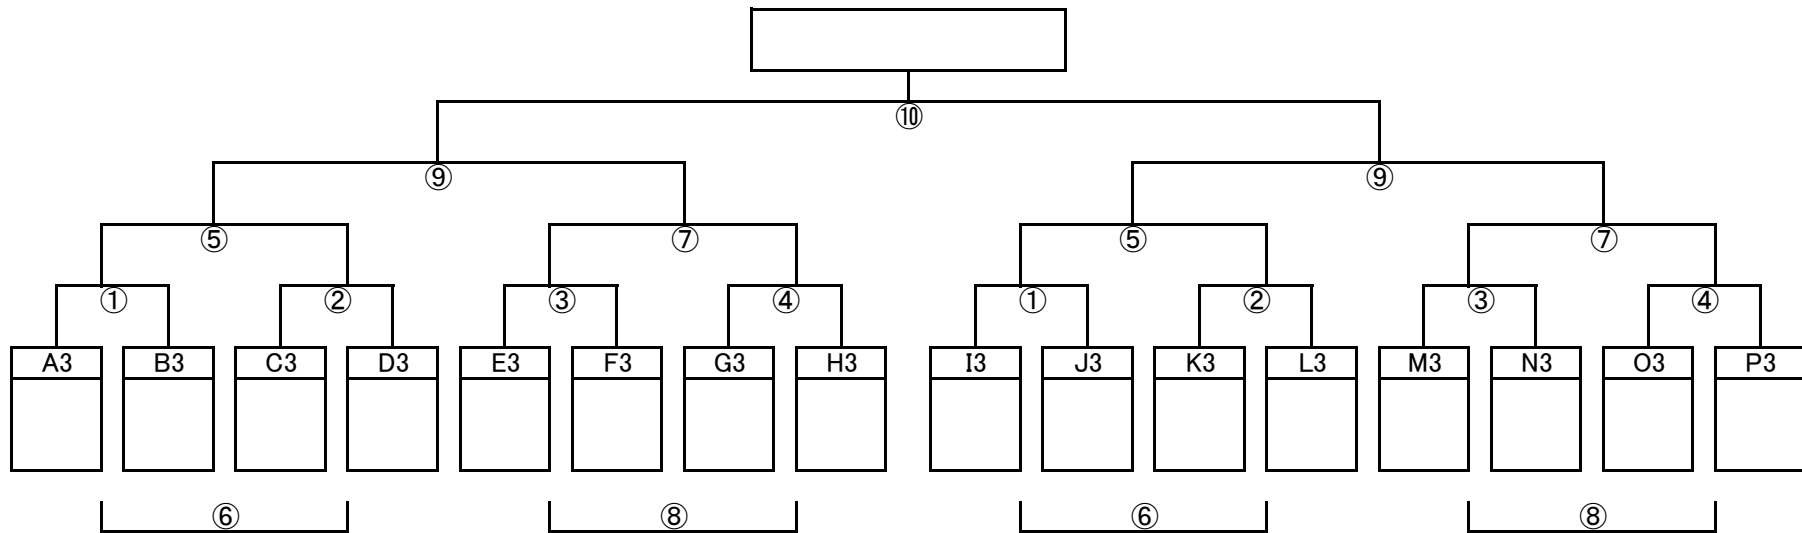 ⑩
⑨ ⑨
⑤ ⑦ ⑤ ⑦
① ② ③ ④ ① ② ③ ④
A3 B3 C3 D3 E3 F3 G3 H3 I3 J3 K3 L3 M3 N3 O3 P3
⑥ ⑧ ⑥ ⑧